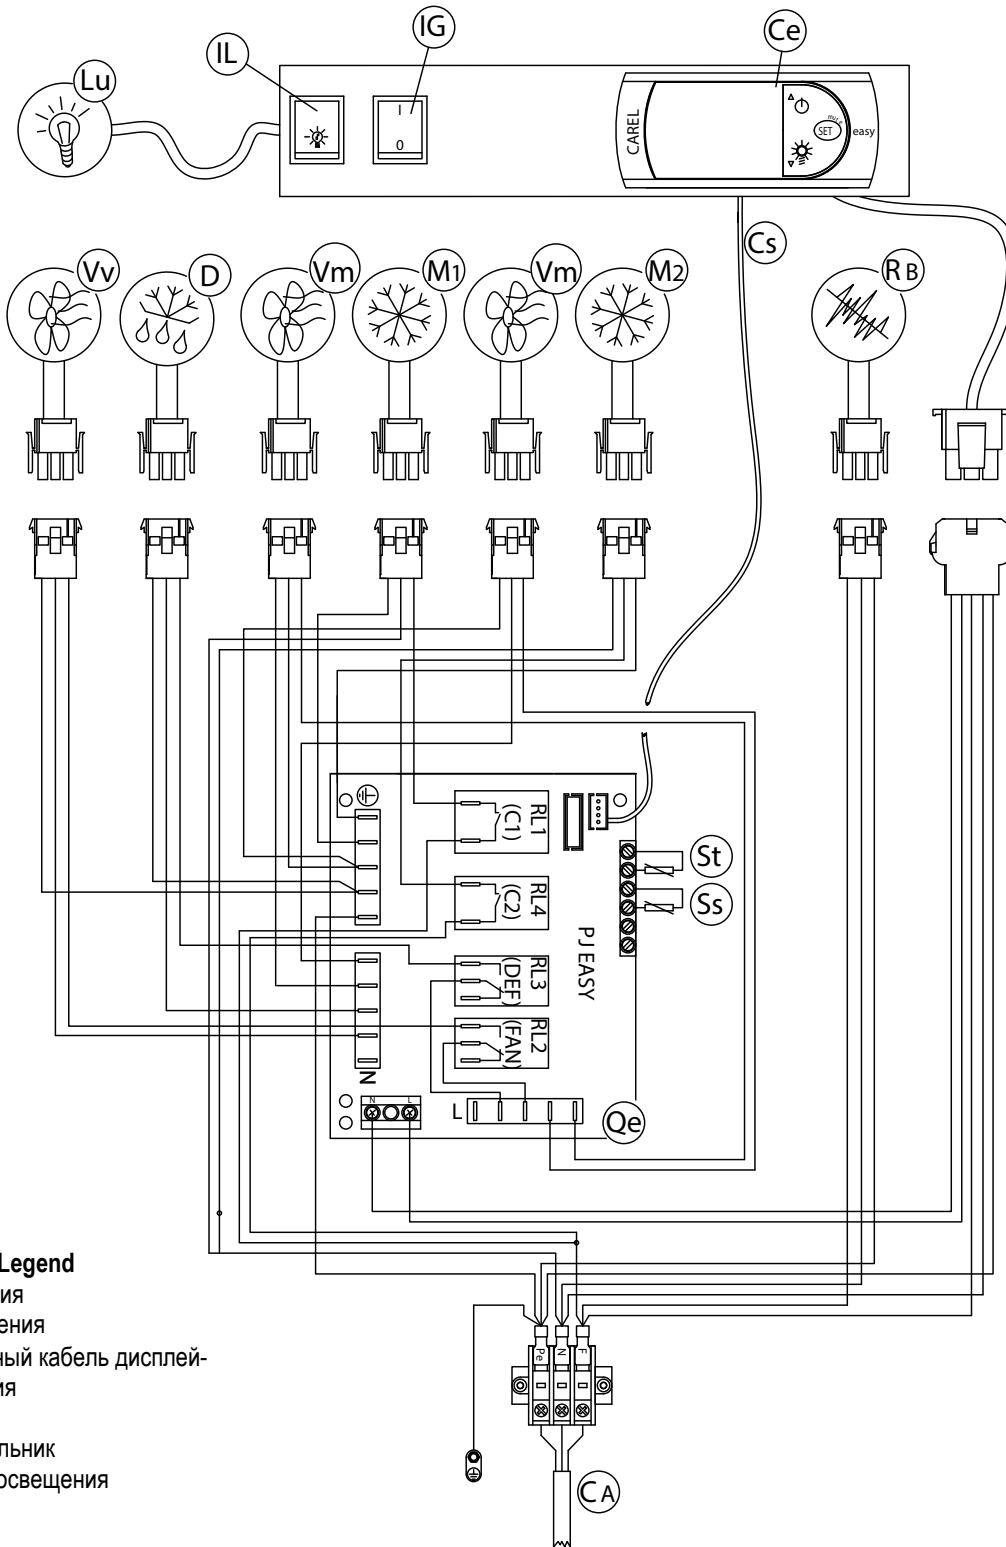 IG
IL
Ce
Lu
CAREL
I
0
mute
SET
easy
Cs
Vv
D
Vm
M1
Vm
M2
RB
RL1
(C1)
RL4
(C2)
RL3
(DEF)
RL2
(FAN)
PJ EASY
St
Ss
N
N
L
L
Qe
Legend
ия
ения
ный кабель дисплей-
ия
льник
освещения
Pe
N
F
CA